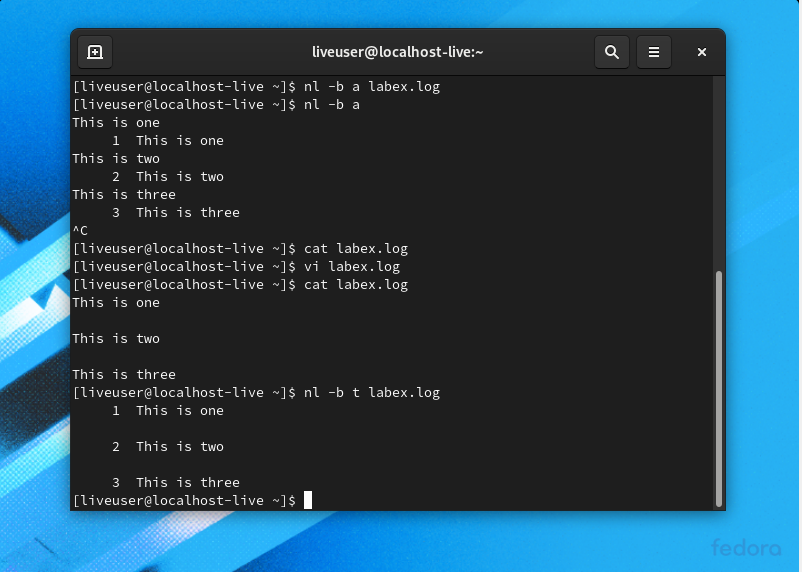 liveuser@localhost-live:~
[liveuser@localhost-live ~]$ nl -b a labex.log
[liveuser@localhost-live ~]$ nl -b a
This is one
     1  This is one
This is two
     2  This is two
This is three
     3  This is three
^C
[liveuser@localhost-live ~]$ cat labex.log
[liveuser@localhost-live ~]$ vi labex.log
[liveuser@localhost-live ~]$ cat labex.log
This is one

This is two

This is three
[liveuser@localhost-live ~]$ nl -b t labex.log
     1  This is one

     2  This is two

     3  This is three
[liveuser@localhost-live ~]$
fedora